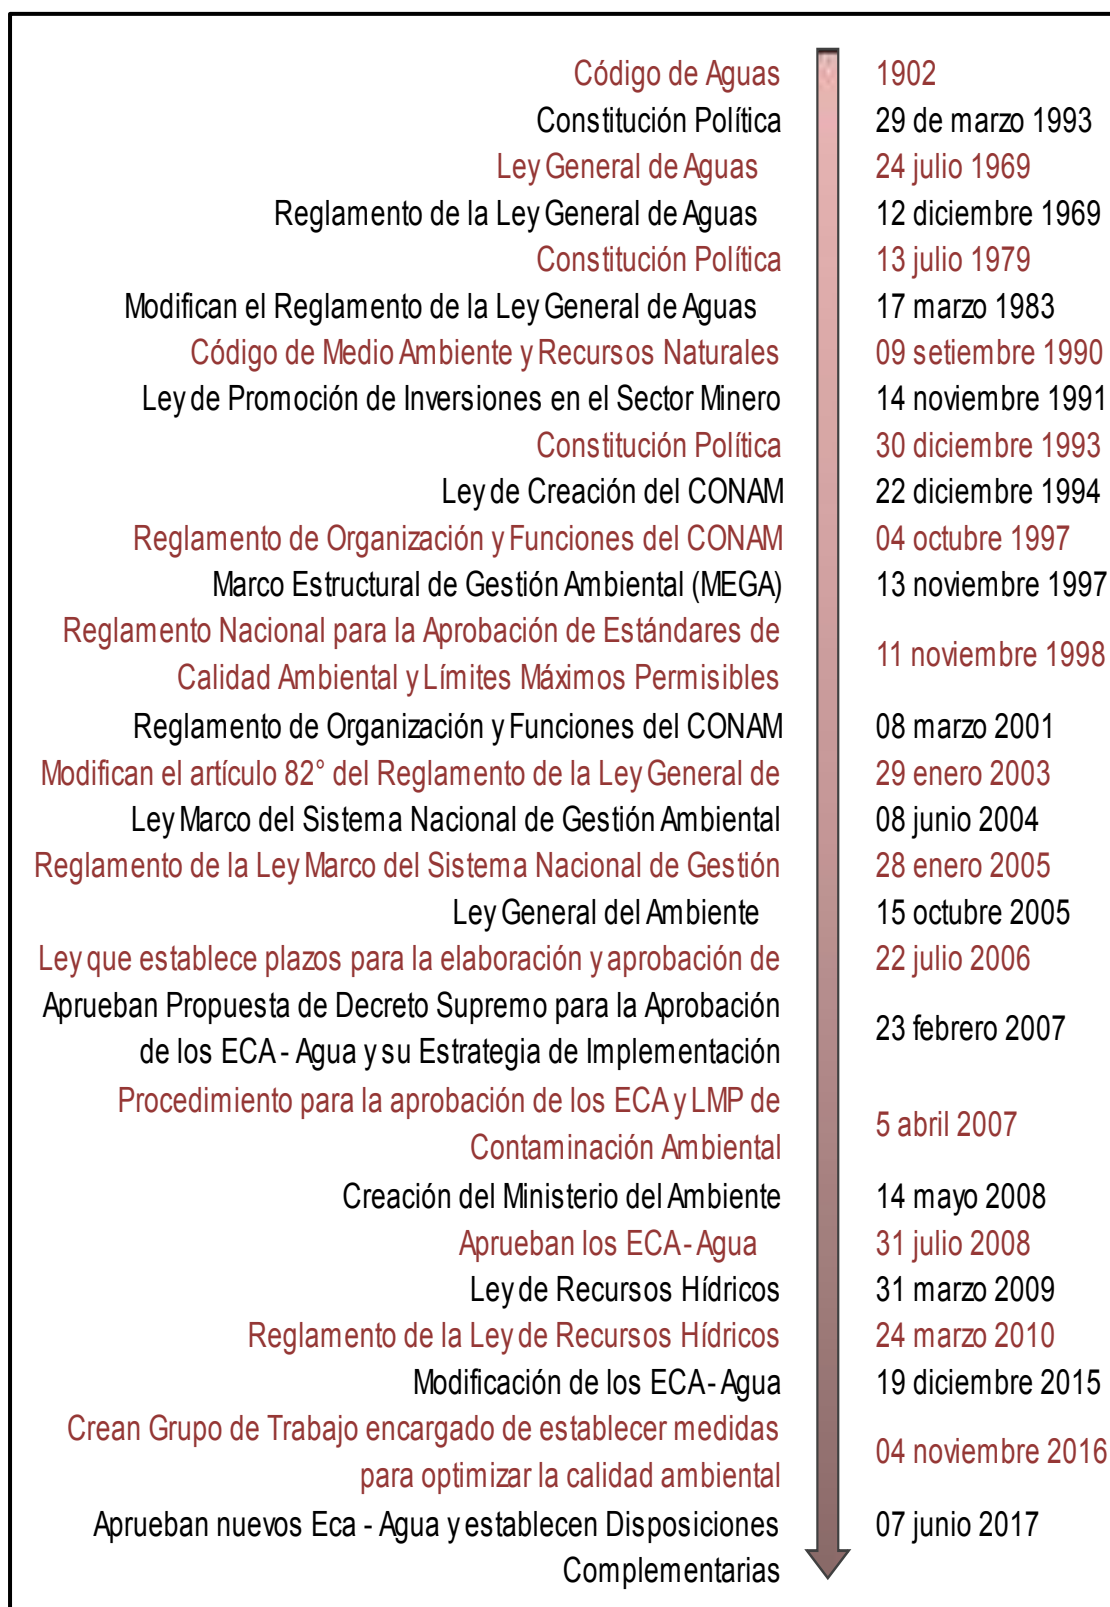 Código de Aguas 1902
Constitución Política 29 de marzo 1993
Ley General de Aguas 24 julio 1969
Reglamento de la Ley General de Aguas 12 diciembre 1969
Constitución Política 13 julio 1979
Modifican el Reglamento de la Ley General de Aguas 17 marzo 1983
Código de Medio Ambiente y Recursos Naturales 09 setiembre 1990
Ley de Promoción de Inversiones en el Sector Minero 14 noviembre 1991
Constitución Política 30 diciembre 1993
Ley de Creación del CONAM 22 diciembre 1994
Reglamento de Organización y Funciones del CONAM 04 octubre 1997
Marco Estructural de Gestión Ambiental (MEGA) 13 noviembre 1997
Reglamento Nacional para la Aprobación de Estándares de
Calidad Ambiental y Límites Máximos Permisibles
11 noviembre 1998
Reglamento de Organización y Funciones del CONAM 08 marzo 2001
Modifican el artículo 82° del Reglamento de la Ley General de 29 enero 2003
Ley Marco del Sistema Nacional de Gestión Ambiental 08 junio 2004
Reglamento de la Ley Marco del Sistema Nacional de Gestión 28 enero 2005
Ley General del Ambiente 15 octubre 2005
Ley que establece plazos para la elaboración y aprobación de 22 julio 2006
Aprueban Propuesta de Decreto Supremo para la Aprobación
de los ECA - Agua y su Estrategia de Implementación
23 febrero 2007
Procedimiento para la aprobación de los ECA y LMP de
Contaminación Ambiental
5 abril 2007
Creación del Ministerio del Ambiente 14 mayo 2008
Aprueban los ECA - Agua 31 julio 2008
Ley de Recursos Hídricos 31 marzo 2009
Reglamento de la Ley de Recursos Hídricos 24 marzo 2010
Modificación de los ECA - Agua 19 diciembre 2015
Crean Grupo de Trabajo encargado de establecer medidas
para optimizar la calidad ambiental
04 noviembre 2016
Aprueban nuevos Eca - Agua y establecen Disposiciones 07 junio 2017
Complementarias